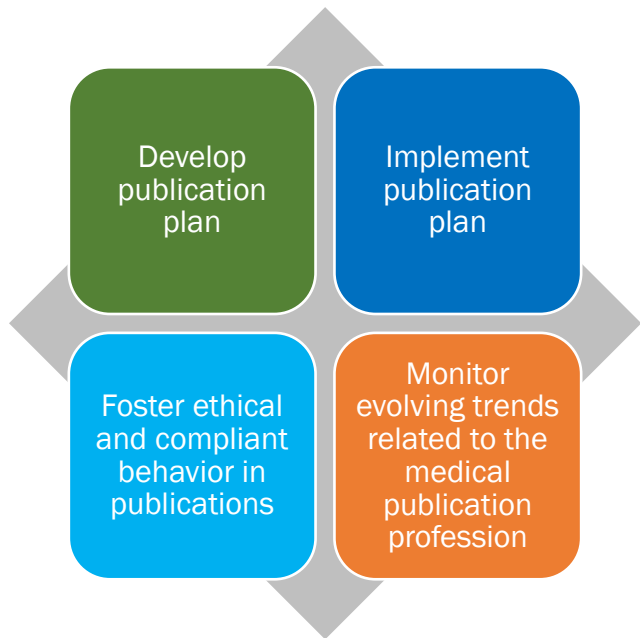 Develop
publication
plan
Implement
publication
plan
Foster ethical
and compliant
behavior in
publications
Monitor
evolving trends
related to the
medical
publication
profession